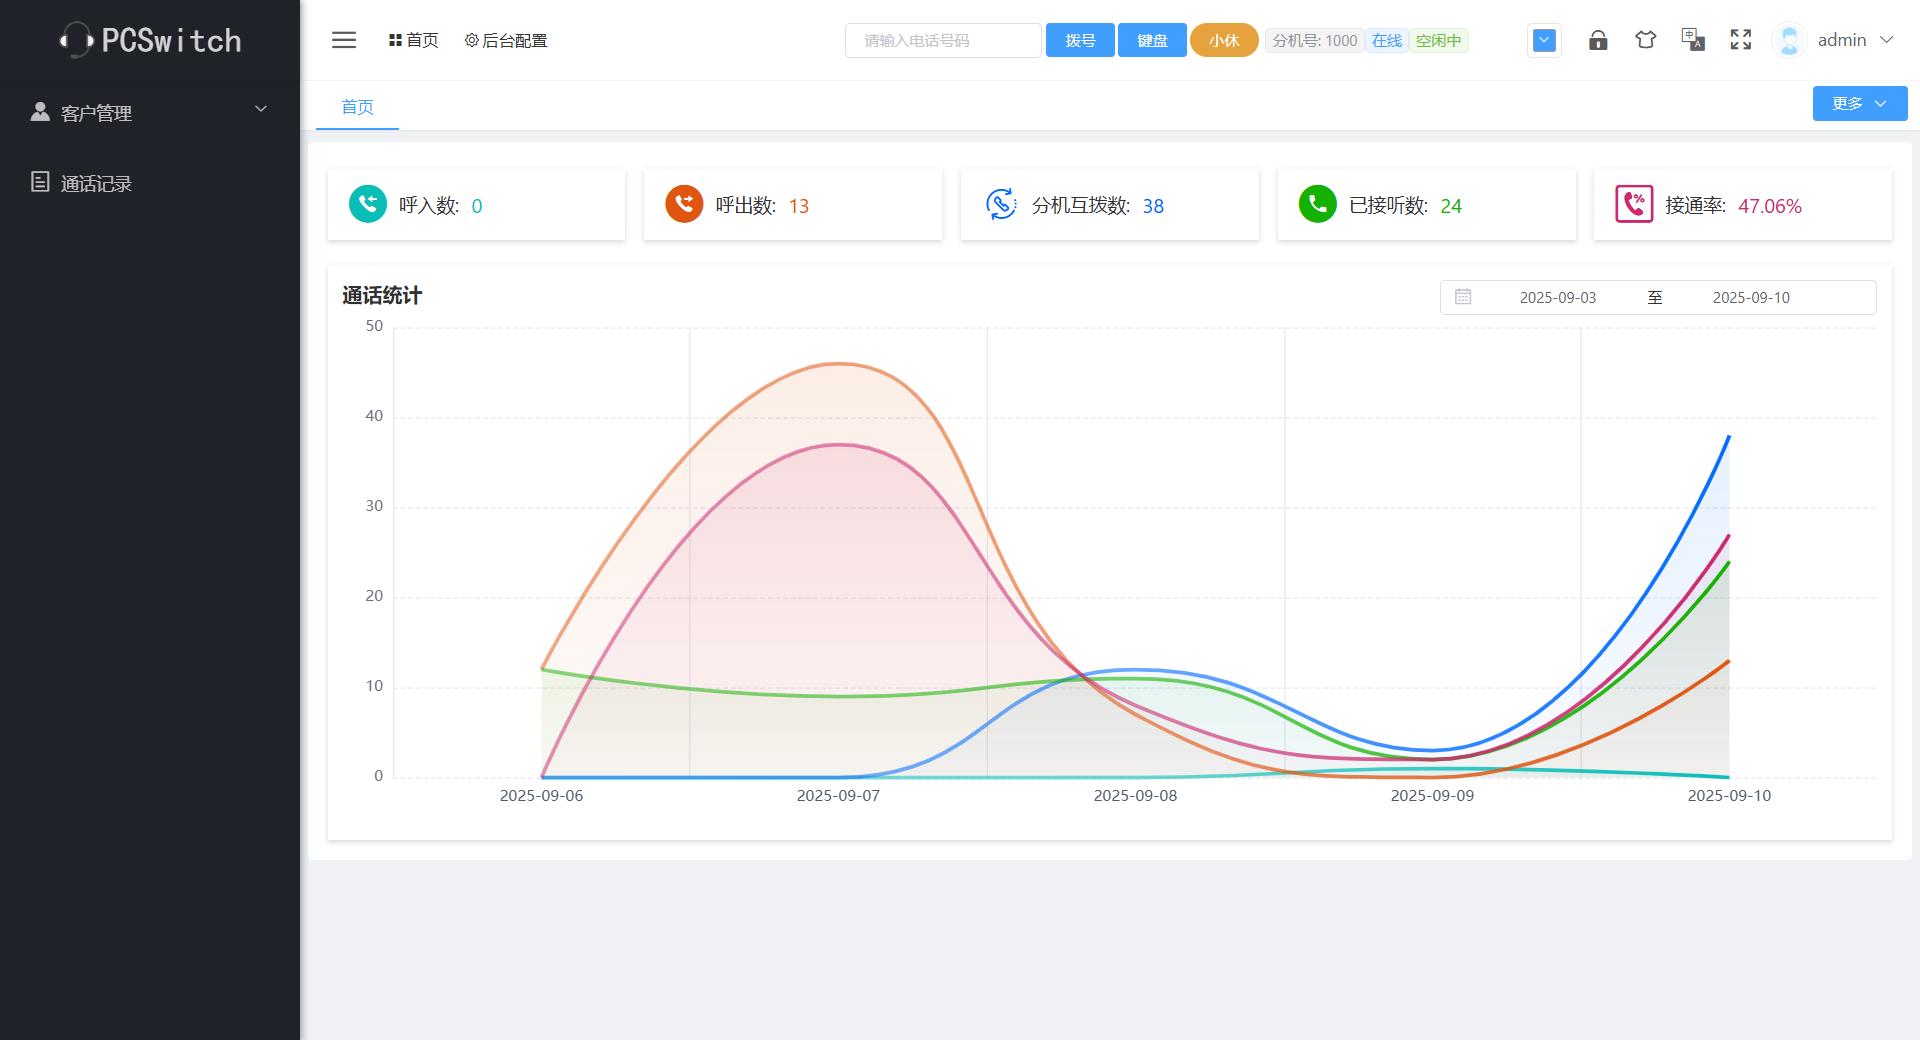 PCSwitch
首页 后台配置 请输入电话号码 拨号 键盘 小休 分机号: 1000 在线 空闲中 中 A admin
客户管理
通话记录
首页 更多
呼入数: 0 呼出数: 13 分机互拨数: 38 已接听数: 24 % 接通率: 47.06%
通话统计 2025-09-03 至 2025-09-10
50
40
30
20
10
0
2025-09-06 2025-09-07 2025-09-08 2025-09-09 2025-09-10